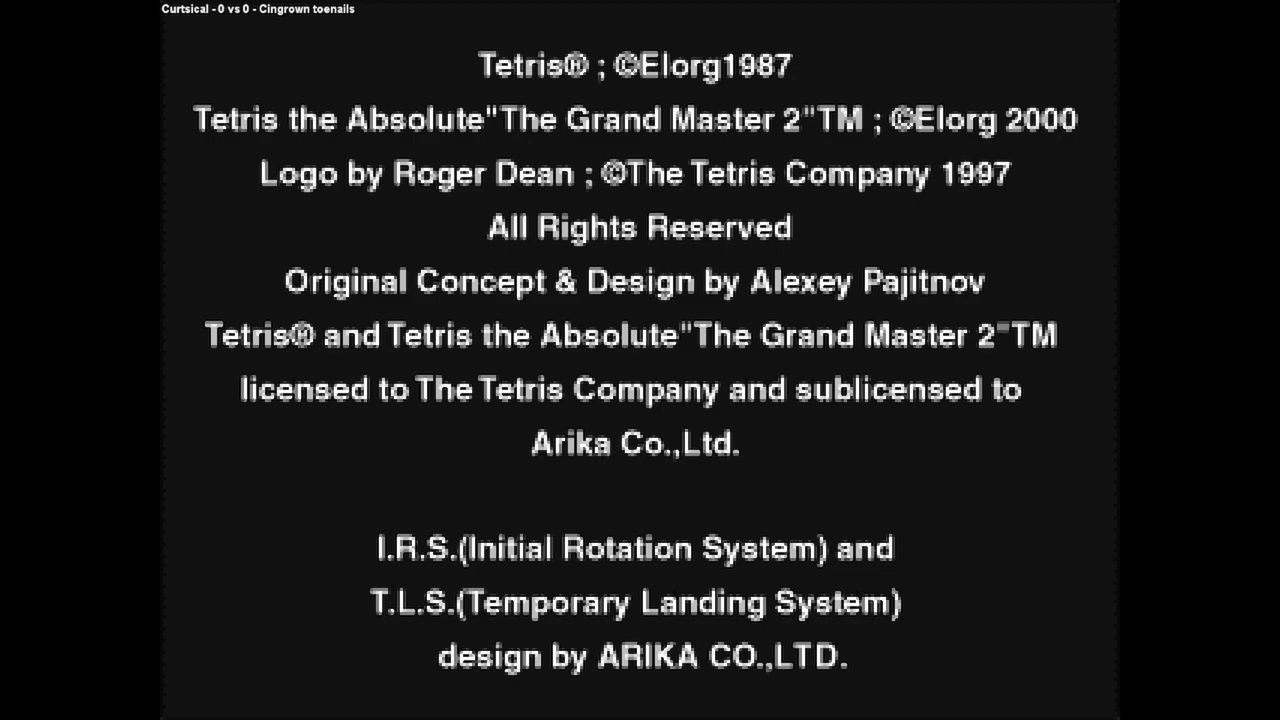 Curtsical - 0 vs 0 - Cingrown toenails
Tetris® ; ©Elorg1987
Tetris the Absolute"The Grand Master 2"TM ; ©Elorg 2000
Logo by Roger Dean ; ©The Tetris Company 1997
All Rights Reserved
Original Concept & Design by Alexey Pajitnov
Tetris® and Tetris the Absolute"The Grand Master 2"TM
licensed to The Tetris Company and sublicensed to
Arika Co.,Ltd.
I.R.S.(Initial Rotation System) and
T.L.S.(Temporary Landing System)
design by ARIKA CO.,LTD.